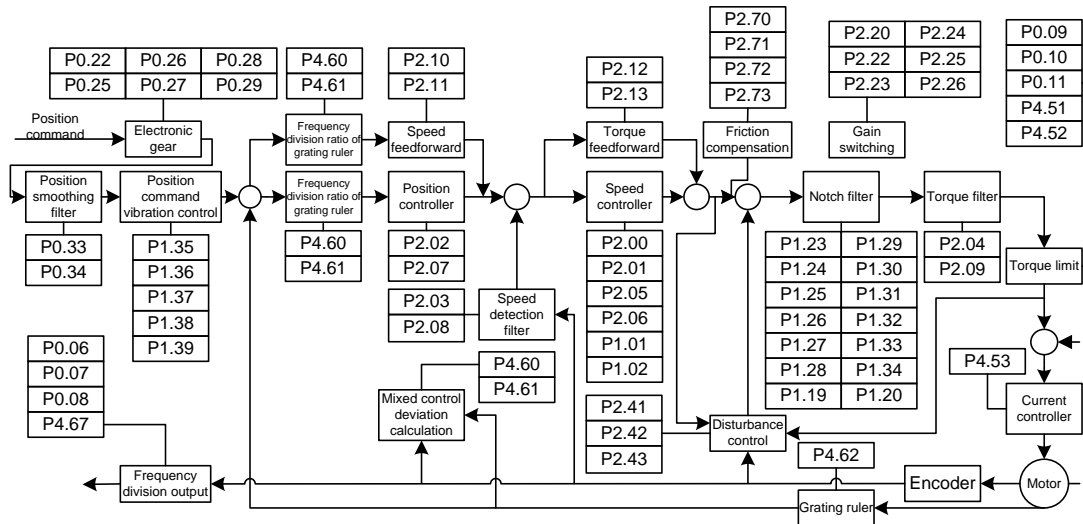 P0.22 P0.26 P0.28
P0.25 P0.27 P0.29
P4.60
P4.61
P2.10
P2.11
P2.12
P2.13
P2.70
P2.71
P2.72
P2.73
P2.20 P2.24
P2.22 P2.25
P2.23 P2.26
P0.09
P0.10
P0.11
P4.51
P4.52
Position
command
Electronic
gear
Frequency
division ratio of
grating ruler
Speed
feedforward
Torque
feedforward
Friction
compensation
Gain
switching
Position
smoothing
filter
Position
command
vibration control
Frequency
division ratio of
grating ruler
Position
controller
Speed
controller
Notch filter
Torque filter
P0.33
P0.34
P1.35
P1.36
P1.37
P1.38
P1.39
P4.60
P4.61
P2.02
P2.07
P2.03
P2.08
Speed
detection
filter
P2.00
P2.01
P2.05
P2.06
P1.01
P1.02
P1.23 P1.29
P1.24 P1.30
P1.25 P1.31
P1.26 P1.32
P1.27 P1.33
P1.28 P1.34
P1.19 P1.20
P2.04
P2.09
Torque limit
P0.06
P0.07
P0.08
P4.67
P4.60
P4.61
Mixed control
deviation
calculation
P2.41
P2.42
P2.43
Disturbance
control
P4.53
Current
controller
P4.62
Frequency
division output
Grating ruler
Encoder
Motor